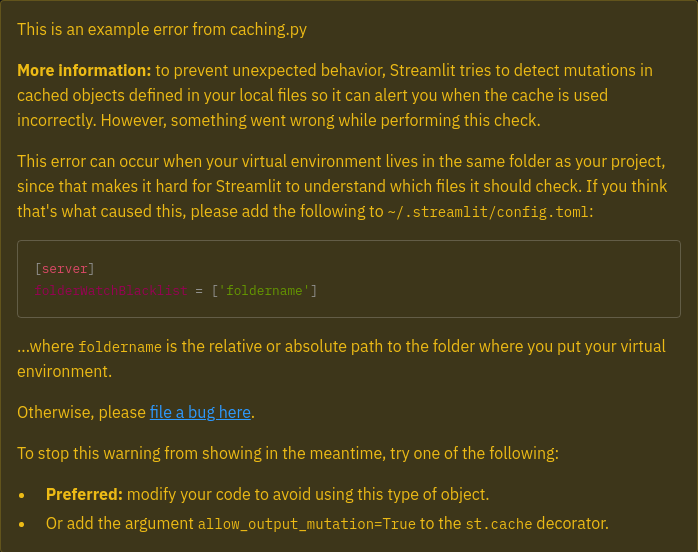 This is an example error from caching.py
More information: to prevent unexpected behavior, Streamlit tries to detect mutations in
cached objects defined in your local files so it can alert you when the cache is used
incorrectly. However, something went wrong while performing this check.
This error can occur when your virtual environment lives in the same folder as your project,
since that makes it hard for Streamlit to understand which files it should check. If you think
that's what caused this, please add the following to ~/.streamlit/config.toml:
[server]
= ['foldername']
...where foldername is the relative or absolute path to the folder where you put your virtual
environment.
Otherwise, please file a bug here.
To stop this warning from showing in the meantime, try one of the following:
• Preferred: modify your code to avoid using this type of object.
• Or add the argument allow_output_mutation=True to the st.cache decorator.